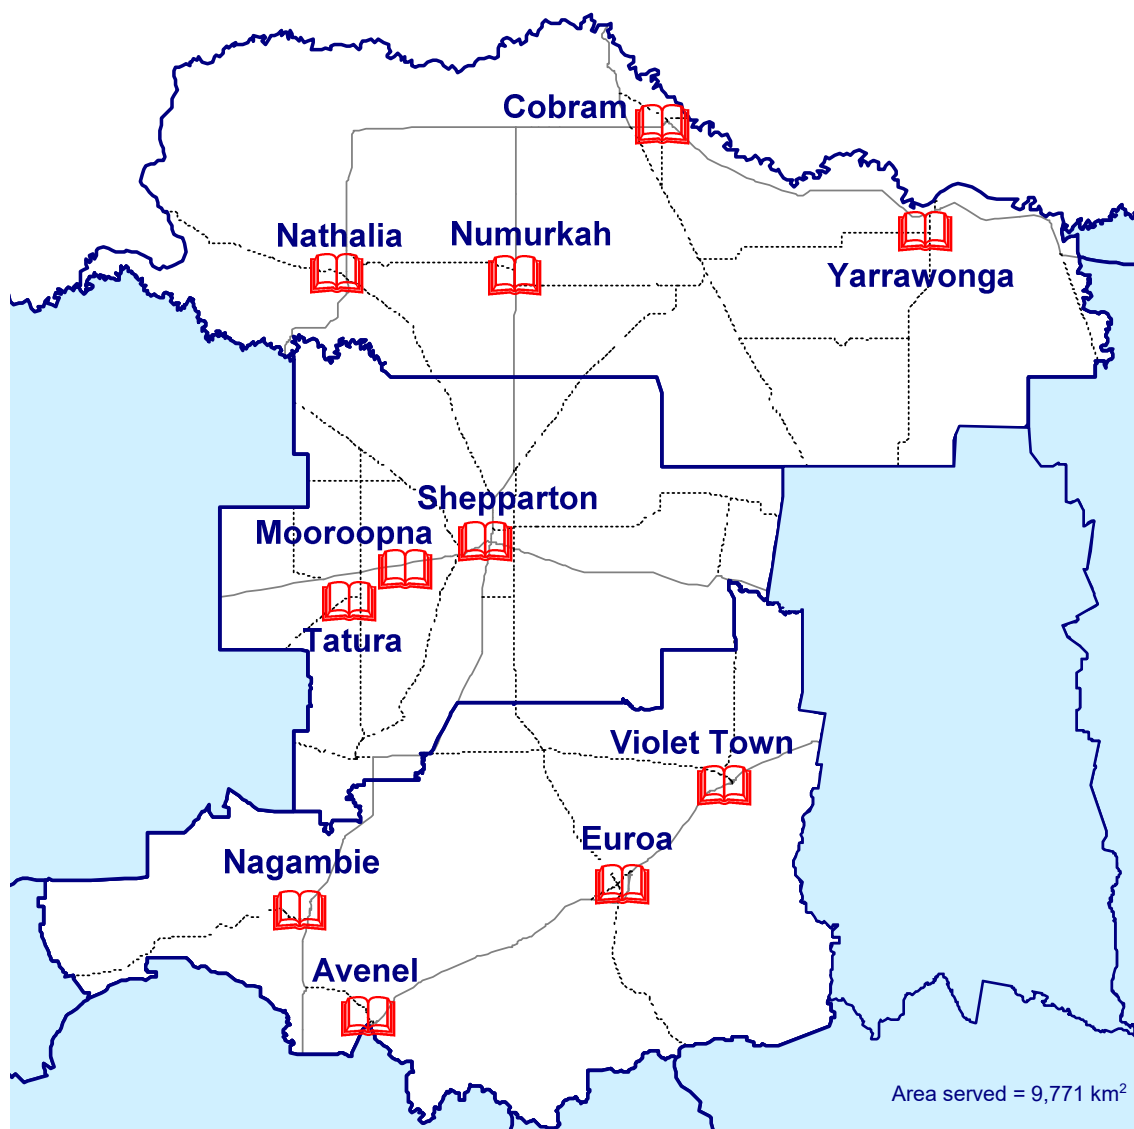 Cobram
Nathalia
Numurkah
Yarrawonga
Shepparton
Mooroopna
Tatura
Violet Town
Euroa
Nagambie
Avenel
Area served = 9,771 km²